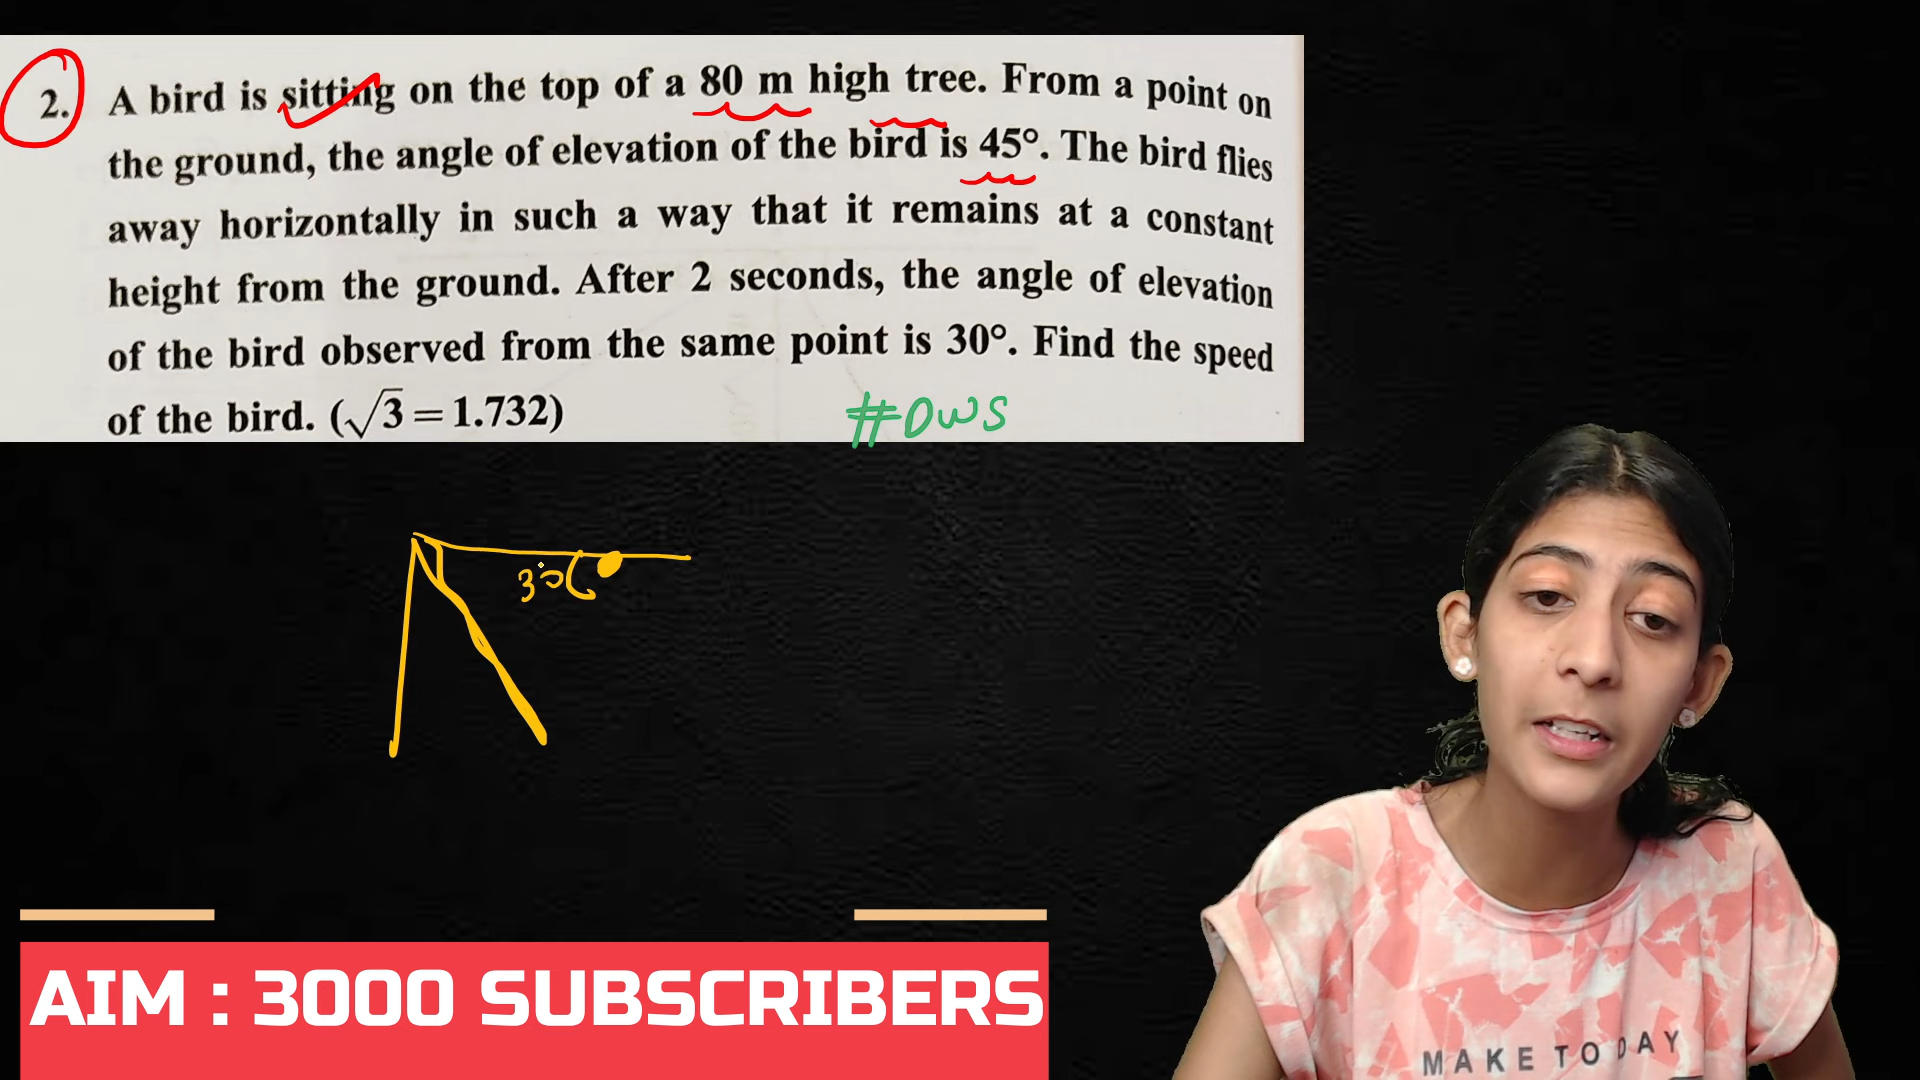 2. A bird is sitting on the top of a 80 m high tree. From a point on
the ground, the angle of elevation of the bird is 45°. The bird flies
away horizontally in such a way that it remains at a constant
height from the ground. After 2 seconds, the angle of elevation
of the bird observed from the same point is 30°. Find the speed
of the bird. (√3 = 1.732)
#OWS
30
AIM : 3000 SUBSCRIBERS
MAKE TODAY